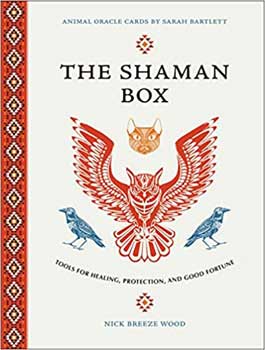 ANIMAL ORACLE CARDS BY SARAH BARTLETT
THE SHAMAN
BOX
TOOLS FOR HEALING, PROTECTION, AND GOOD FORTUNE
NICK BREEZE WOOD